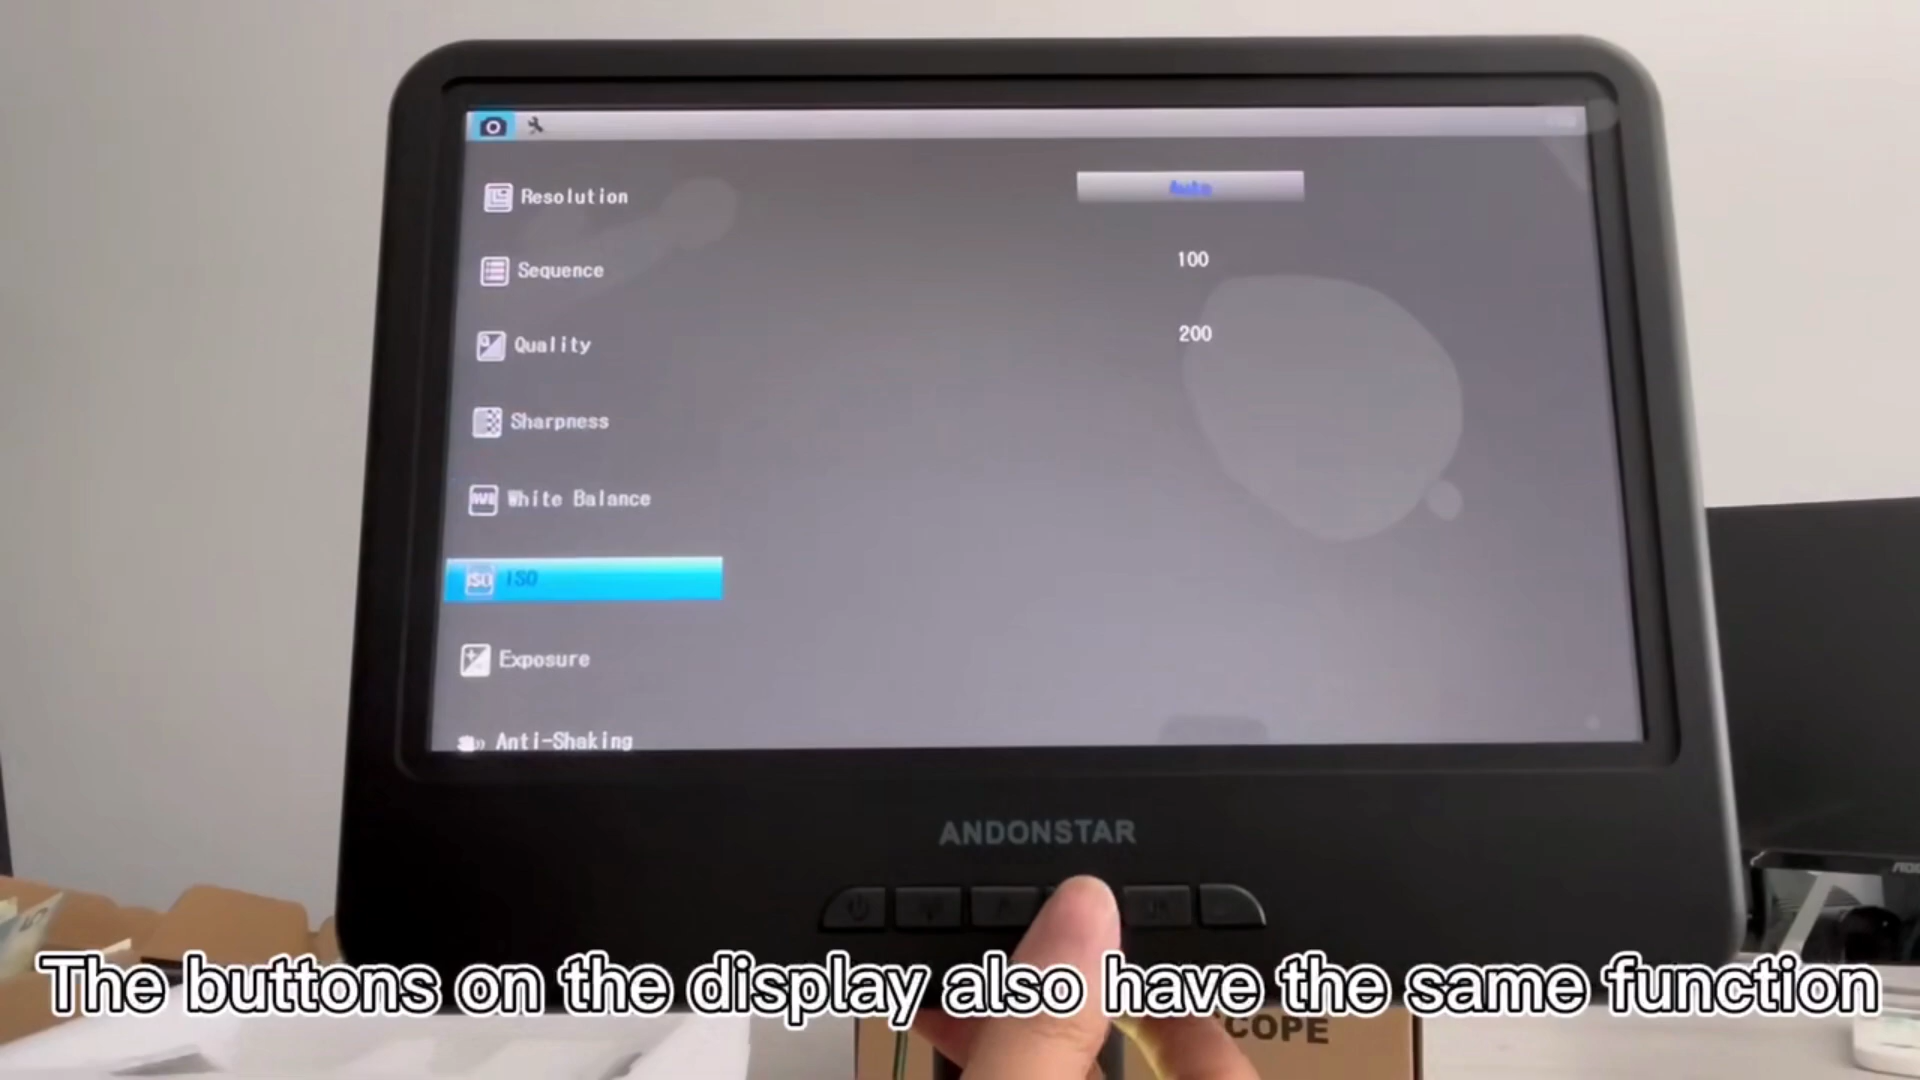 Resolution
Auto
Sequence
100
Quality
200
Sharpness
White Balance
ISO ISO
Exposure
Anti-Shaking
ANDONSTAR
The buttons on the display also have the same function
COPE